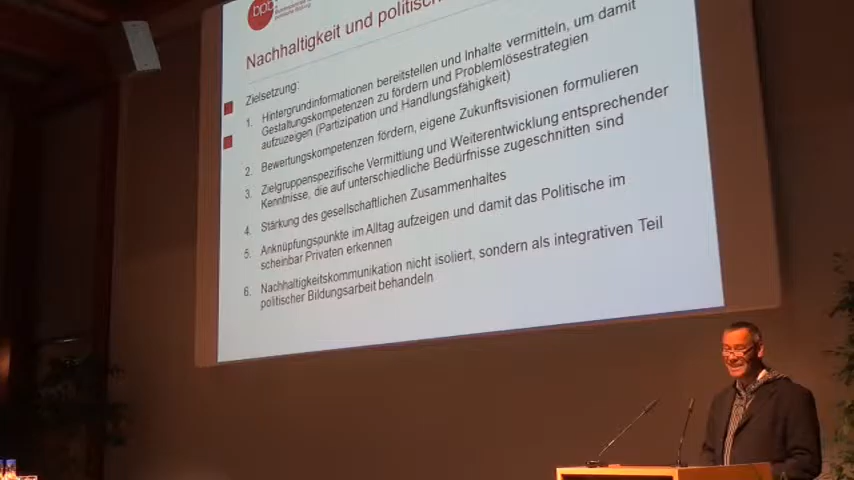 bpb:
Nachhaltigkeit und politisch
Zielsetzung:
1. Hintergrundinformationen bereitstellen und Inhalte vermitteln, um damit
Gestaltungskompetenzen zu fördern und Problemlösestrategien
aufzuzeigen (Partizipation und Handlungsfähigkeit)
2. Bewertungskompetenzen fördern, eigene Zukunftsvisionen formulieren
3. Zielgruppenspezifische Vermittlung und Weiterentwicklung entsprechender
Kenntnisse, die auf unterschiedliche Bedürfnisse zugeschnitten sind
4. Stärkung des gesellschaftlichen Zusammenhaltes
5. Anknüpfungspunkte im Alltag aufzeigen und damit das Politische im
scheinbar Privaten erkennen
6. Nachhaltigkeitskommunikation nicht isoliert, sondern als integrativen Teil
politischer Bildungsarbeit behandeln